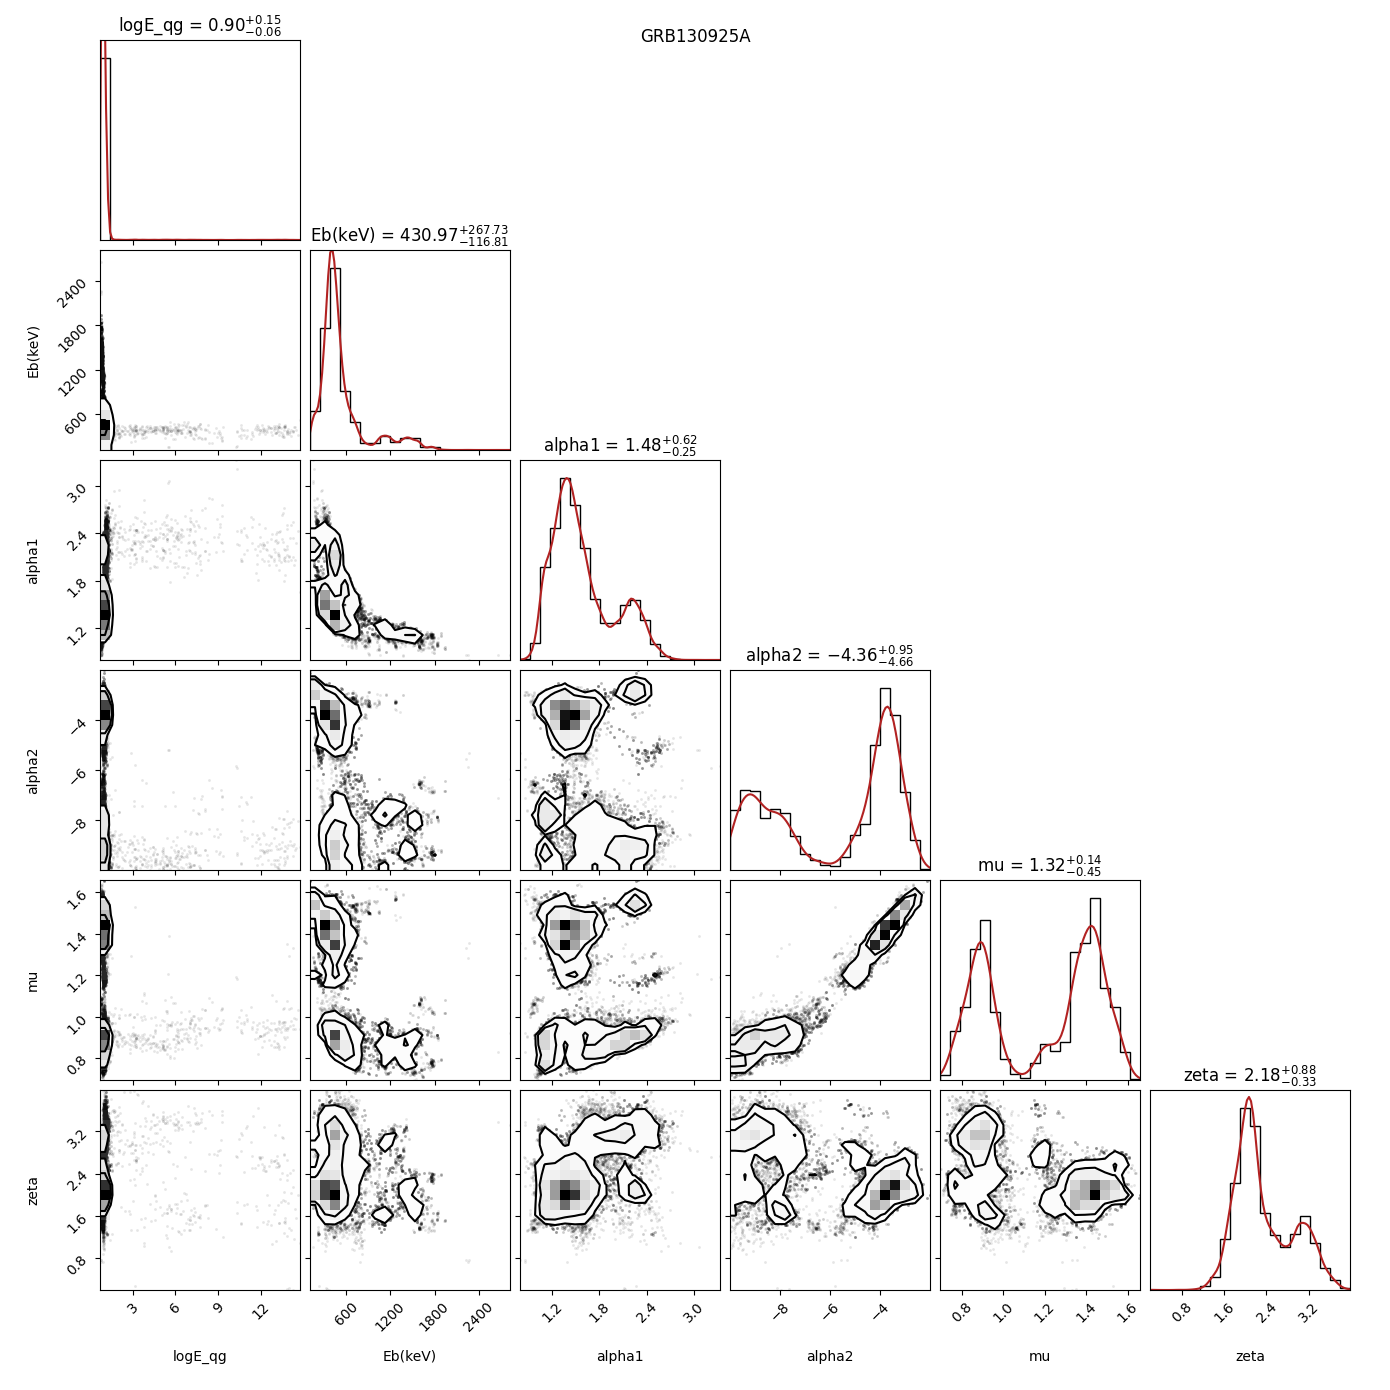 logE_qg = 0.90+0.15−0.06
GRB130925A
Eb(keV) = 430.97+267.73−116.81
2400
1800
1200
600
Eb(keV)
alpha1 = 1.48+0.62−0.25
3.0
2.4
1.8
1.2
alpha1
alpha2 = −4.36+0.95−4.66
−4
−6
−8
alpha2
mu = 1.32+0.14−0.45
1.6
1.4
1.2
1.0
0.8
mu
zeta = 2.18+0.88−0.33
3.2
2.4
1.6
0.8
zeta
3 6 9 12
600 1200 1800 2400
1.2 1.8 2.4 3.0
−8 −6 −4
0.8 1.0 1.2 1.4 1.6
0.8 1.6 2.4 3.2
logE_qg Eb(keV) alpha1 alpha2 mu zeta